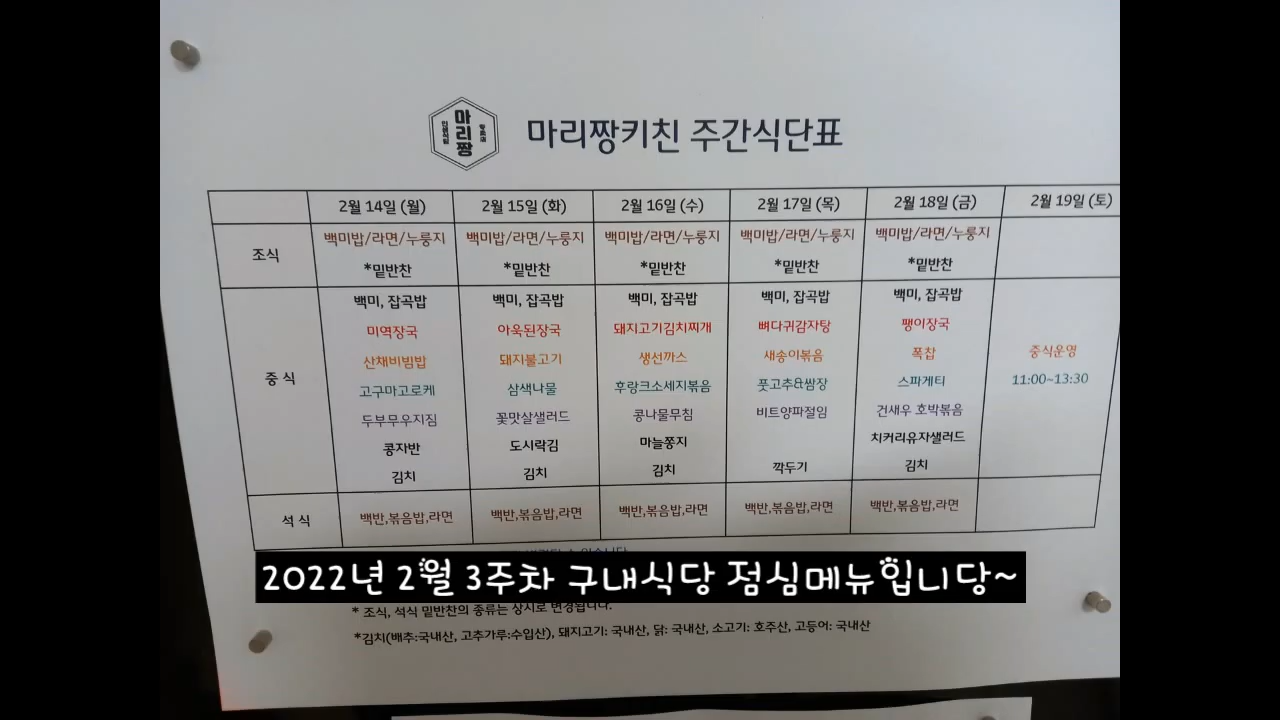 마리짱
마리짱키친 주간식단표
2월 14일 (월) 2월 15일 (화) 2월 16일 (수) 2월 17일 (목) 2월 18일 (금) 2월 19일 (토)
조식
백미밥/라면/누룽지 백미밥/라면/누룽지 백미밥/라면/누룽지 백미밥/라면/누룽지 백미밥/라면/누룽지
*밑반찬 *밑반찬 *밑반찬 *밑반찬 *밑반찬
중식
백미, 잡곡밥 백미, 잡곡밥 백미, 잡곡밥 백미, 잡곡밥 백미, 잡곡밥
미역장국 아욱된장국 돼지고기김치찌개 뼈다귀감자탕 팽이장국
산채비빔밥 돼지불고기 생선까스 새송이볶음 폭찹 중식운영
고구마고로케 삼색나물 후랑크소세지볶음 풋고추&쌈장 스파게티 11:00~13:30
두부무우지짐 꽃맛살샐러드 콩나물무침 비트양파절임 건새우 호박볶음
콩자반 도시락김 마늘쫑지 치커리유자샐러드
김치 김치 김치 깍두기 김치
석식 백반,볶음밥,라면 백반,볶음밥,라면 백반,볶음밥,라면 백반,볶음밥,라면 백반,볶음밥,라면
2022년 2월 3주차 구내식당 점심메뉴입니당~
* 조식, 석식 밑반찬의 종류는 상시로 변경됩니다.
*김치(배추:국내산, 고추가루:수입산), 돼지고기: 국내산, 닭: 국내산, 소고기: 호주산, 고등어: 국내산